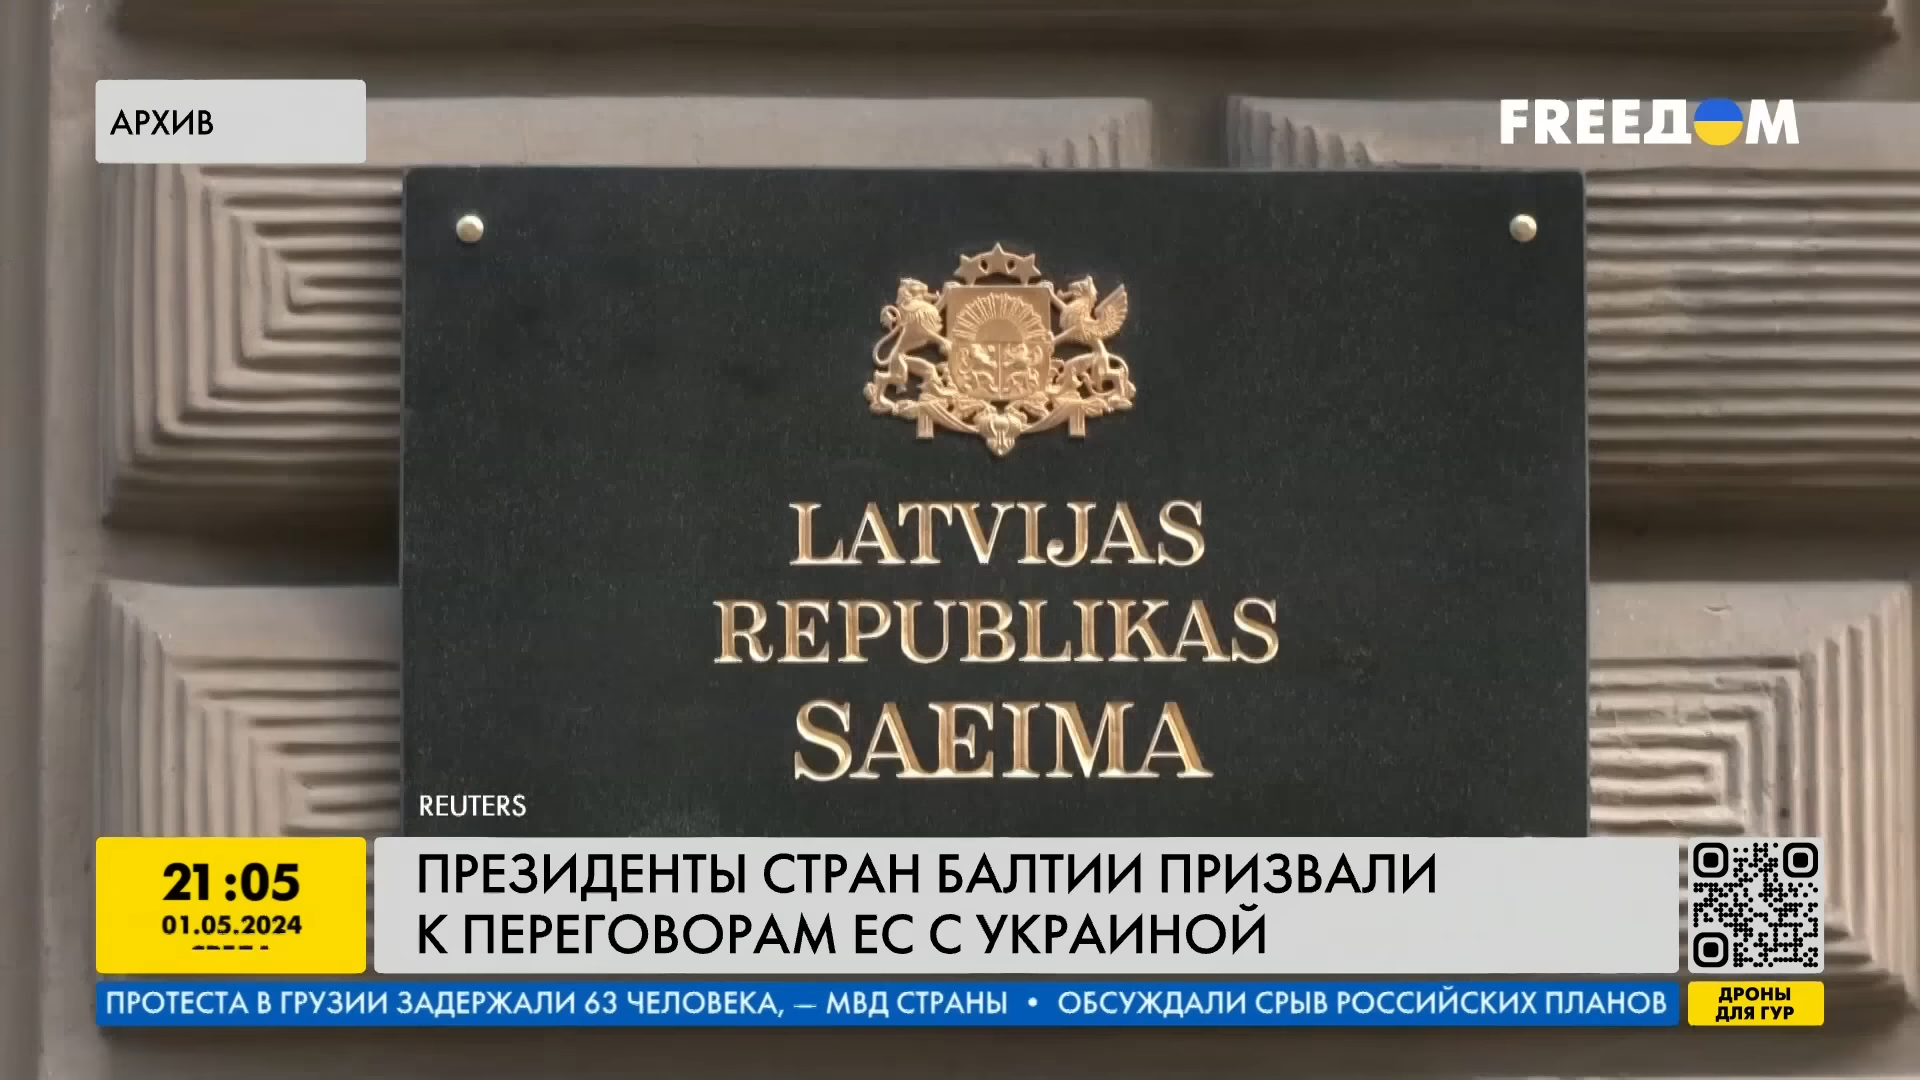 АРХИВ
FREEДОМ
LATVIJAS
REPUBLIKAS
SAEIMA
REUTERS
21:05
01.05.2024
ПРЕЗИДЕНТЫ СТРАН БАЛТИИ ПРИЗВАЛИ
К ПЕРЕГОВОРАМ ЕС С УКРАИНОЙ
ПРОТЕСТА В ГРУЗИИ ЗАДЕРЖАЛИ 63 ЧЕЛОВЕКА, — МВД СТРАНЫ • ОБСУЖДАЛИ СРЫВ РОССИЙСКИХ ПЛАНОВ
ДРОНЫ
ДЛЯ ГУР